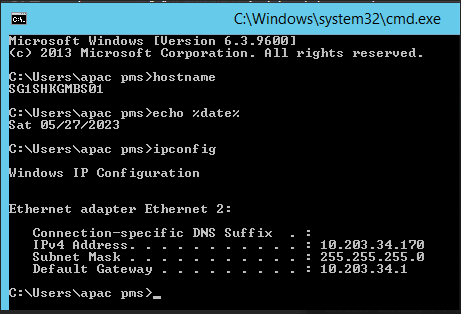 C:\Windows\system32\cmd.exe
Microsoft Windows [Version 6.3.9600]
(c) 2013 Microsoft Corporation. All rights reserved.
C:\Users\apac pms>hostname
SG1SHKGMBS01
C:\Users\apac pms>echo %date%
Sat 05/27/2023
C:\Users\apac pms>ipconfig
Windows IP Configuration
Ethernet adapter Ethernet 2:
Connection-specific DNS Suffix  . :
IPv4 Address. . . . . . . . . . . : 10.203.34.170
Subnet Mask . . . . . . . . . . . : 255.255.255.0
Default Gateway . . . . . . . . . : 10.203.34.1
C:\Users\apac pms>_